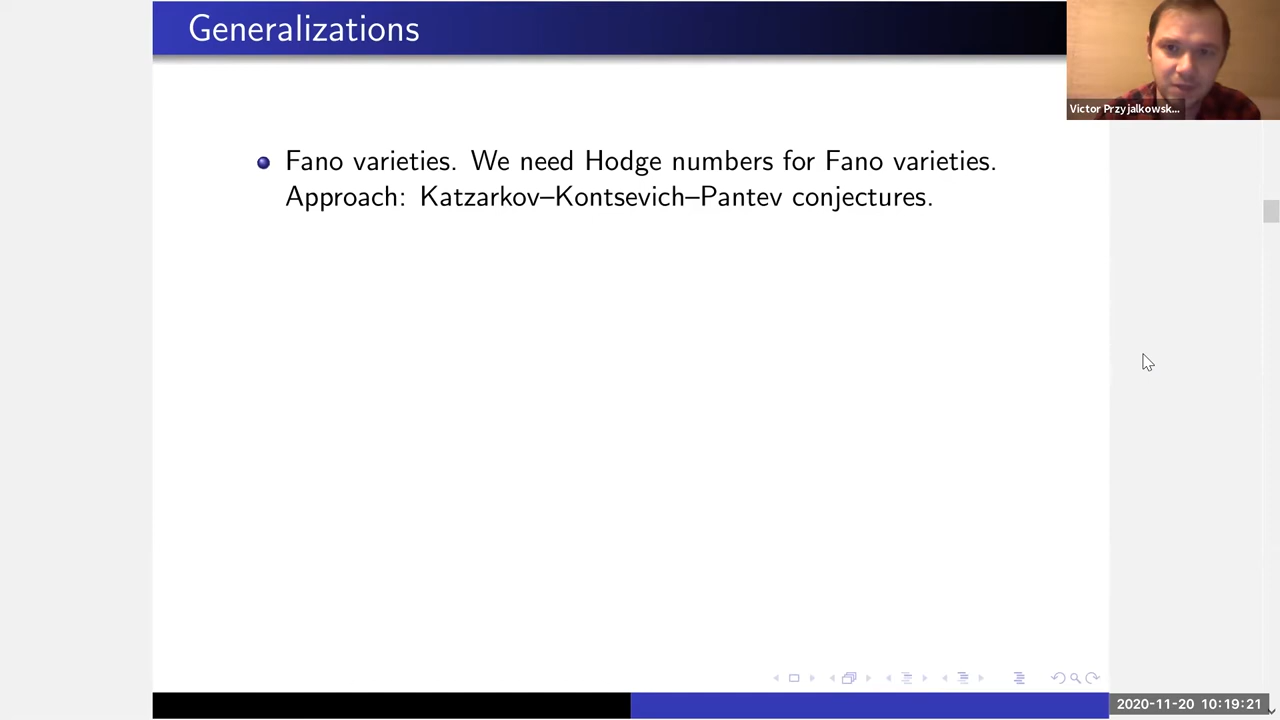 Generalizations
Victor Przyjalkowsk...
Fano varieties. We need Hodge numbers for Fano varieties.
Approach: Katzarkov–Kontsevich–Pantev conjectures.
2020-11-20 10:19:21